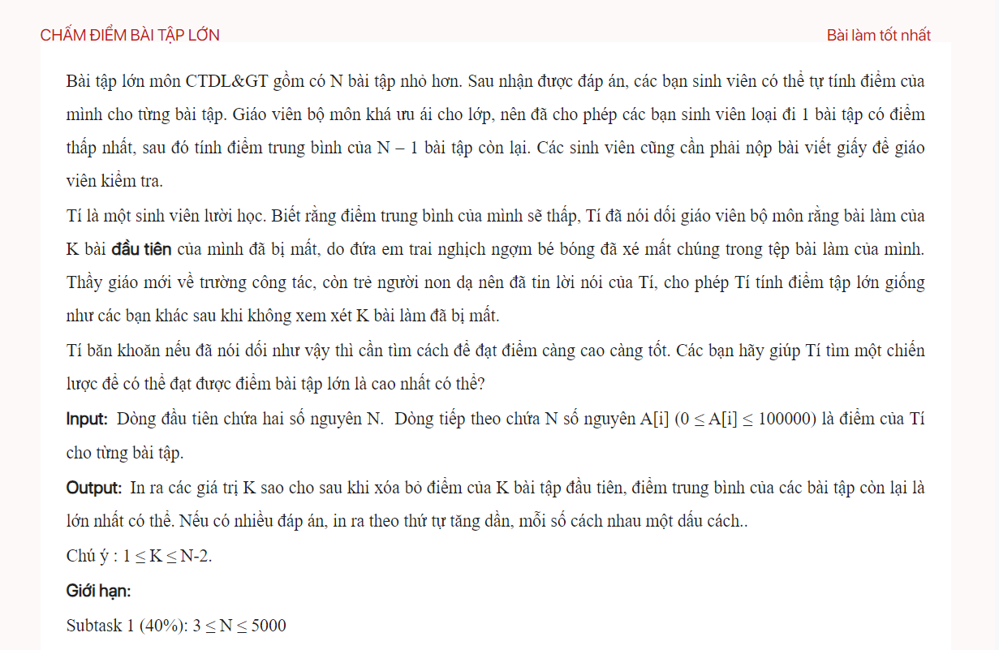 CHẤM ĐIỂM BÀI TẬP LỚN
Bài làm tốt nhất
Bài tập lớn môn CTDL&GT gồm có N bài tập nhỏ hơn. Sau nhận được đáp án, các bạn sinh viên có thể tự tính điểm của
mình cho từng bài tập. Giáo viên bộ môn khá ưu ái cho lớp, nên đã cho phép các bạn sinh viên loại đi 1 bài tập có điểm
thấp nhất, sau đó tính điểm trung bình của N – 1 bài tập còn lại. Các sinh viên cũng cần phải nộp bài viết giấy để giáo
viên kiểm tra.
Tí là một sinh viên lười học. Biết rằng điểm trung bình của mình sẽ thấp, Tí đã nói dối giáo viên bộ môn rằng bài làm của
K bài đầu tiên của mình đã bị mất, do đứa em trai nghịch ngợm bé bóng đã xé mất chúng trong tệp bài làm của mình.
Thầy giáo mới về trường công tác, còn trẻ người non dạ nên đã tin lời nói của Tí, cho phép Tí tính điểm tập lớn giống
như các bạn khác sau khi không xem xét K bài làm đã bị mất.
Tí băn khoăn nếu đã nói dối như vậy thì cần tìm cách để đạt điểm càng cao càng tốt. Các bạn hãy giúp Tí tìm một chiến
lược để có thể đạt được điểm bài tập lớn là cao nhất có thể?
Input: Dòng đầu tiên chứa hai số nguyên N. Dòng tiếp theo chứa N số nguyên A[i] (0 ≤ A[i] ≤ 100000) là điểm của Tí
cho từng bài tập.
Output: In ra các giá trị K sao cho sau khi xóa bỏ điểm của K bài tập đầu tiên, điểm trung bình của các bài tập còn lại là
lớn nhất có thể. Nếu có nhiều đáp án, in ra theo thứ tự tăng dần, mỗi số cách nhau một dấu cách..
Chú ý : 1 ≤ K ≤ N-2.
Giới hạn:
Subtask 1 (40%): 3 ≤ N ≤ 5000